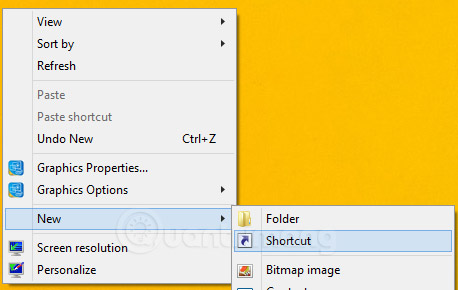 View
Sort by
Refresh
Paste
Paste shortcut
Undo New Ctrl+Z
Graphics Properties...
Graphics Options
New
Folder
Shortcut
Screen resolution
Bitmap image
Personalize